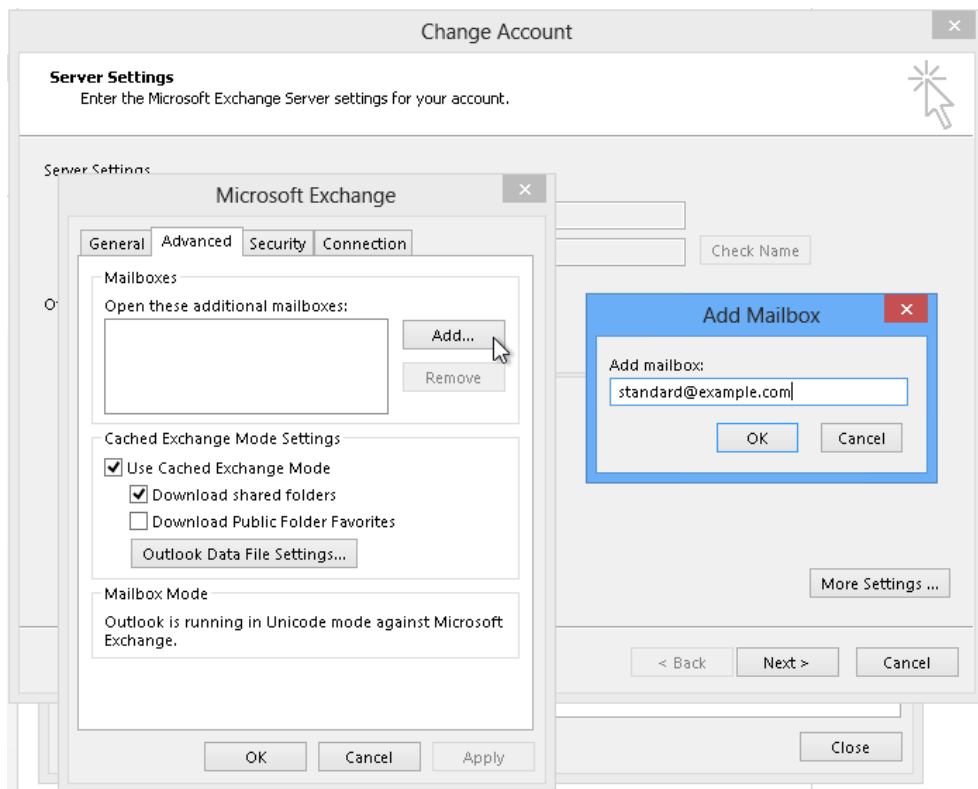 Change Account
Server Settings
Enter the Microsoft Exchange Server settings for your account.
Server Settings
Microsoft Exchange
General
Advanced
Security
Connection
Check Name
Mailboxes
Open these additional mailboxes:
Add...
Remove
Add Mailbox
Add mailbox:
standard@example.com
OK
Cancel
Cached Exchange Mode Settings
Use Cached Exchange Mode
Download shared folders
Download Public Folder Favorites
Outlook Data File Settings...
Mailbox Mode
Outlook is running in Unicode mode against Microsoft
Exchange.
More Settings ...
< Back
Next >
Cancel
OK
Cancel
Apply
Close